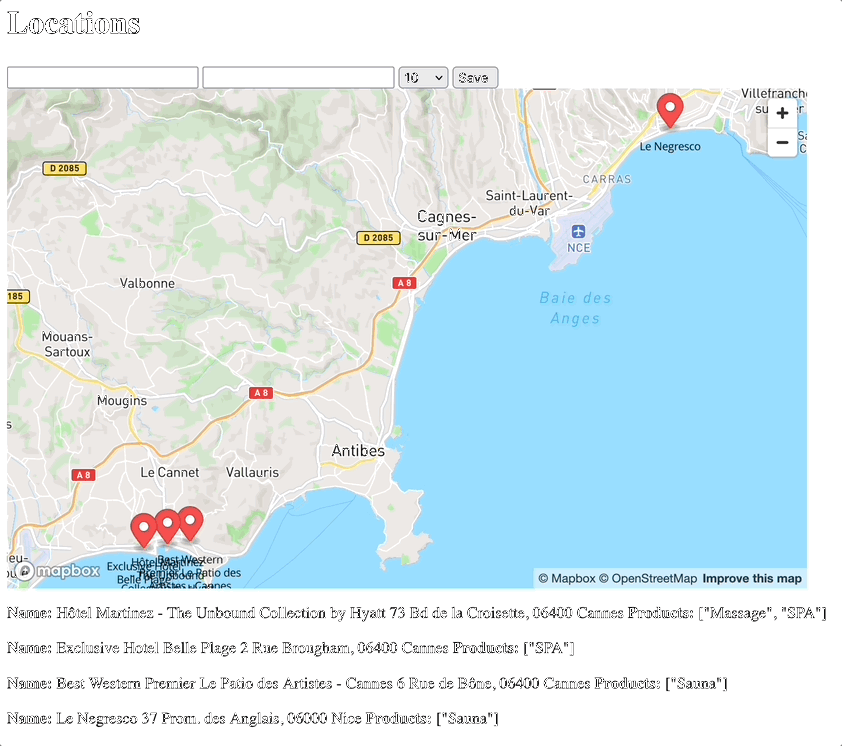 Locations
10 Save
Villefranche
su er
D 2085
Le Negresco
CARRAS
Saint-Laurent-
du-Var
Cagnes-
sur-Mer
D 2085
NCE
Valbonne
A 8
185
Baie des
Anges
Mouans-
Sartoux
A 8
Mougins
Antibes
A 8
Le Cannet
Vallauris
Best Western
Hôtel Martinez
Exclusive Hotel
Premier Le Patio des
Belle Plage
The Unbound
Artistes - Cannes
mapbox
© Mapbox © OpenStreetMap Improve this map
Name: Hôtel Martinez - The Unbound Collection by Hyatt 73 Bd de la Croisette, 06400 Cannes Products: ["Massage", "SPA"]
Name: Exclusive Hotel Belle Plage 2 Rue Brougham, 06400 Cannes Products: ["SPA"]
Name: Best Western Premier Le Patio des Artistes - Cannes 6 Rue de Bône, 06400 Cannes Products: ["Sauna"]
Name: Le Negresco 37 Prom. des Anglais, 06000 Nice Products: ["Sauna"]